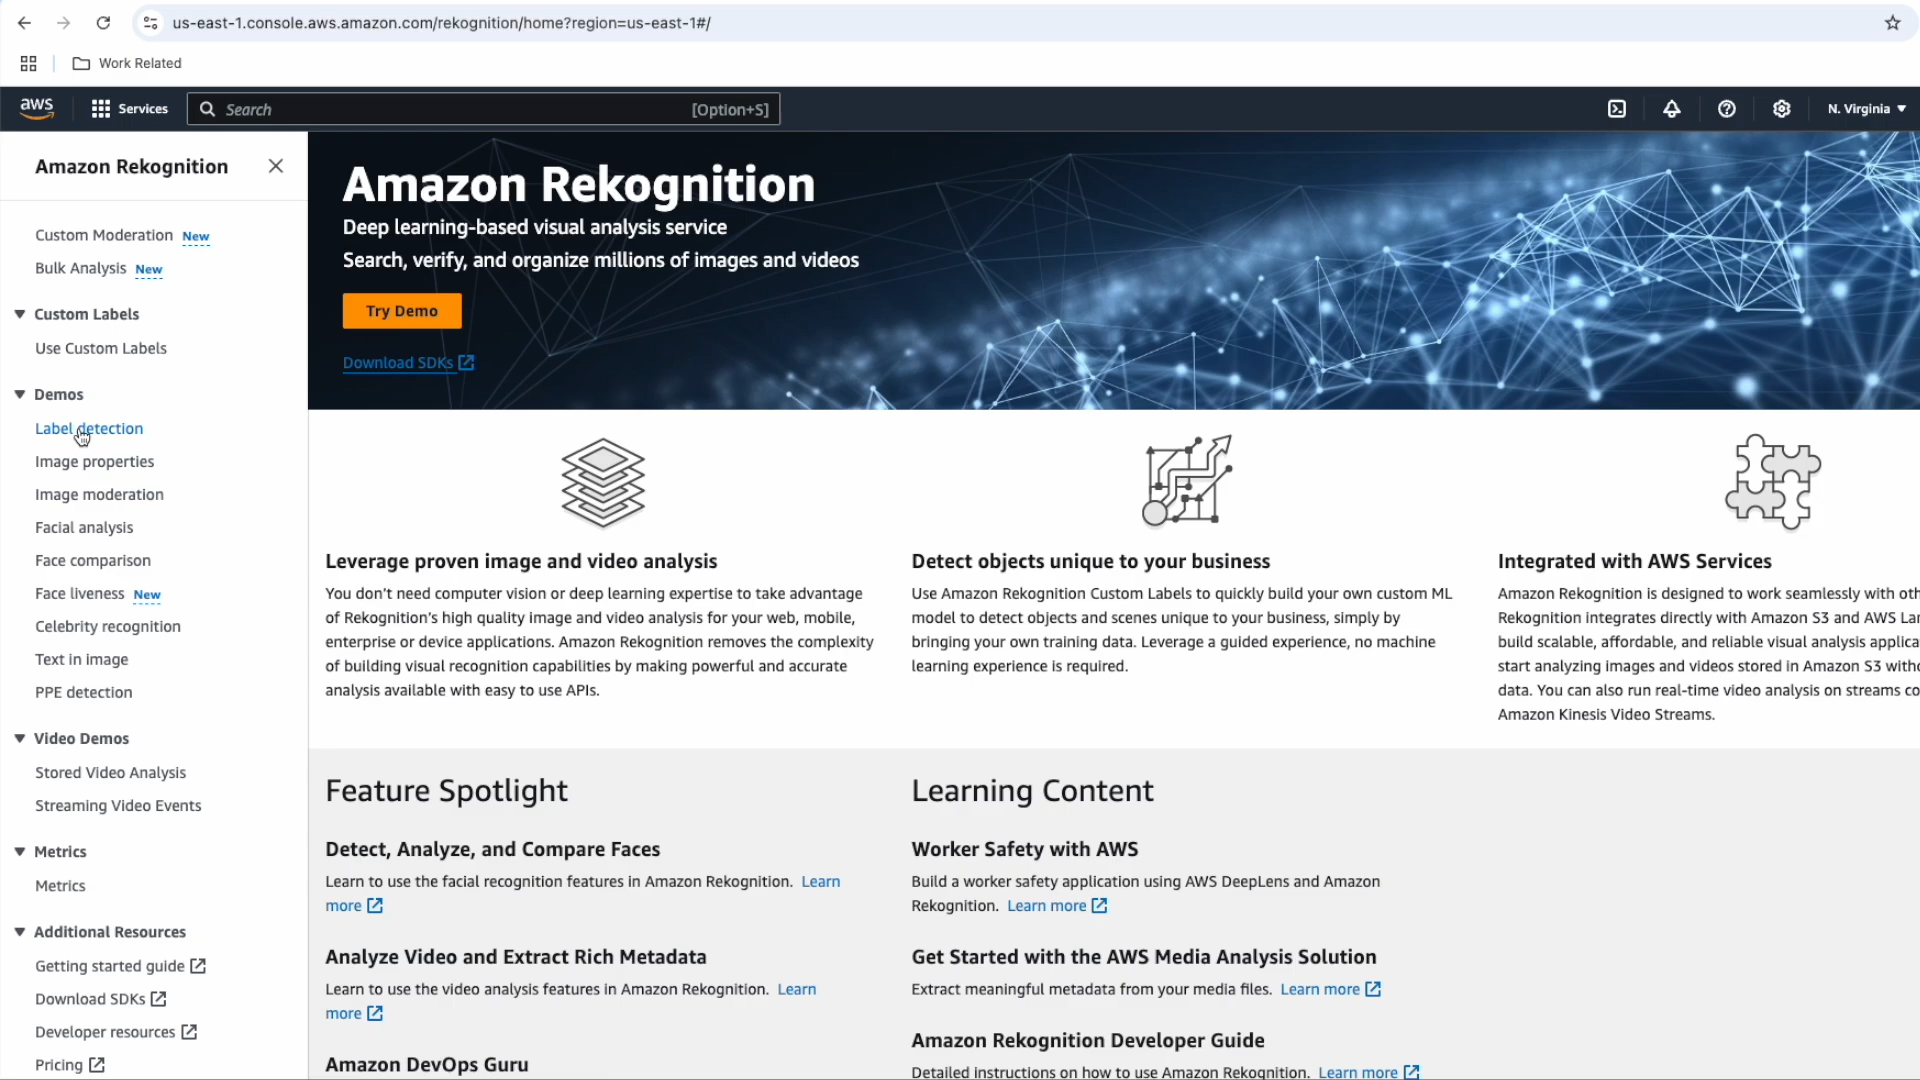 us-east-1.console.aws.amazon.com/rekognition/home?region=us-east-1#/
Work Related
aws
Services
Search
[Option+S]
N. Virginia
Amazon Rekognition
Custom Moderation New
Bulk Analysis New
Custom Labels
Use Custom Labels
Demos
Label detection
Image properties
Image moderation
Facial analysis
Face comparison
Face liveness New
Celebrity recognition
Text in image
PPE detection
Video Demos
Stored Video Analysis
Streaming Video Events
Metrics
Metrics
Additional Resources
Getting started guide
Download SDKs
Developer resources
Pricing
Amazon Rekognition
Deep learning-based visual analysis service
Search, verify, and organize millions of images and videos
Try Demo
Download SDKs
Leverage proven image and video analysis
You don't need computer vision or deep learning expertise to take advantage
of Rekognition's high quality image and video analysis for your web, mobile,
enterprise or device applications. Amazon Rekognition removes the complexity
of building visual recognition capabilities by making powerful and accurate
analysis available with easy to use APIs.
Detect objects unique to your business
Use Amazon Rekognition Custom Labels to quickly build your own custom ML
model to detect objects and scenes unique to your business, simply by
bringing your own training data. Leverage a guided experience, no machine
learning experience is required.
Integrated with AWS Services
Amazon Rekognition is designed to work seamlessly with oth
Rekognition integrates directly with Amazon S3 and AWS Lar
build scalable, affordable, and reliable visual analysis applica
start analyzing images and videos stored in Amazon S3 witho
data. You can also run real-time video analysis on streams co
Amazon Kinesis Video Streams.
Feature Spotlight
Detect, Analyze, and Compare Faces
Learn to use the facial recognition features in Amazon Rekognition. Learn
more
Analyze Video and Extract Rich Metadata
Learn to use the video analysis features in Amazon Rekognition. Learn
more
Amazon DevOps Guru
Learning Content
Worker Safety with AWS
Build a worker safety application using AWS DeepLens and Amazon
Rekognition. Learn more
Get Started with the AWS Media Analysis Solution
Extract meaningful metadata from your media files. Learn more
Amazon Rekognition Developer Guide
Detailed instructions on how to use Amazon Rekognition. Learn more